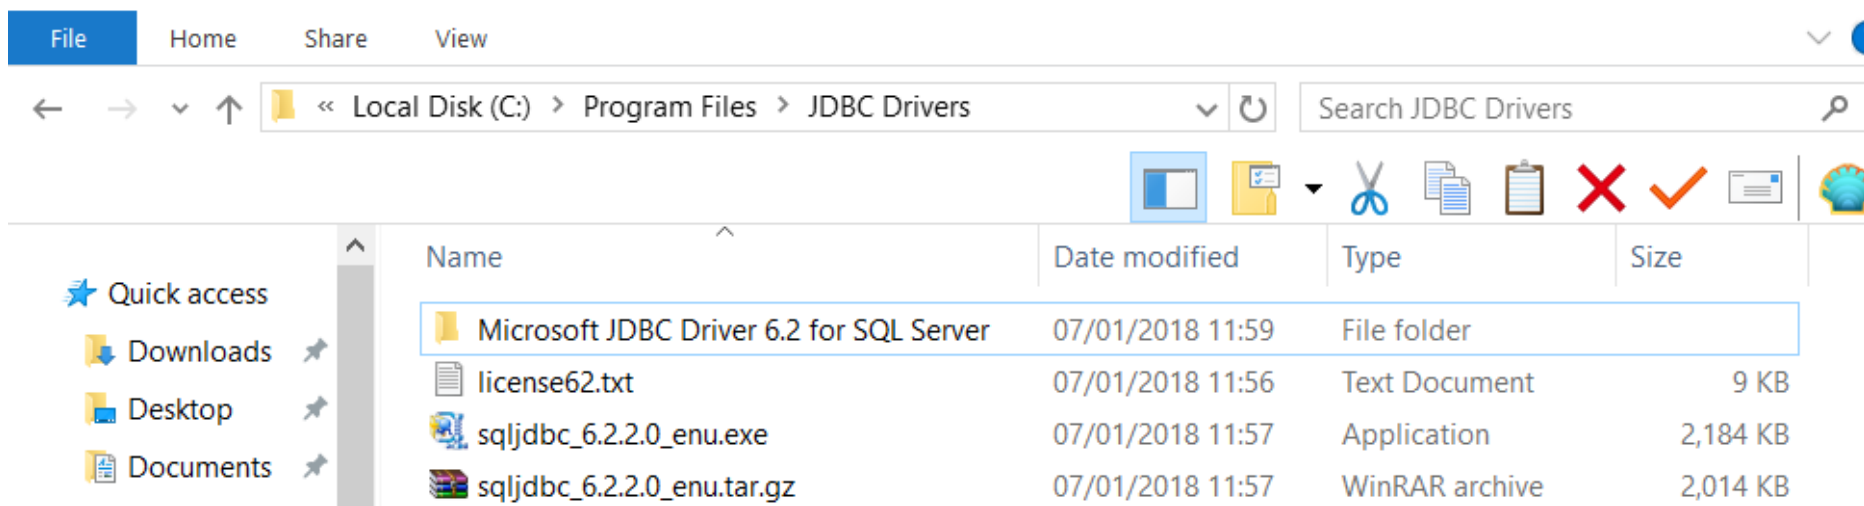 File Home Share View
« Local Disk (C:) > Program Files > JDBC Drivers Search JDBC Drivers
Name Date modified Type Size
Quick access
Microsoft JDBC Driver 6.2 for SQL Server 07/01/2018 11:59 File folder
Downloads
license62.txt 07/01/2018 11:56 Text Document 9 KB
Desktop
sqljdbc_6.2.2.0_enu.exe 07/01/2018 11:57 Application 2,184 KB
Documents
sqljdbc_6.2.2.0_enu.tar.gz 07/01/2018 11:57 WinRAR archive 2,014 KB